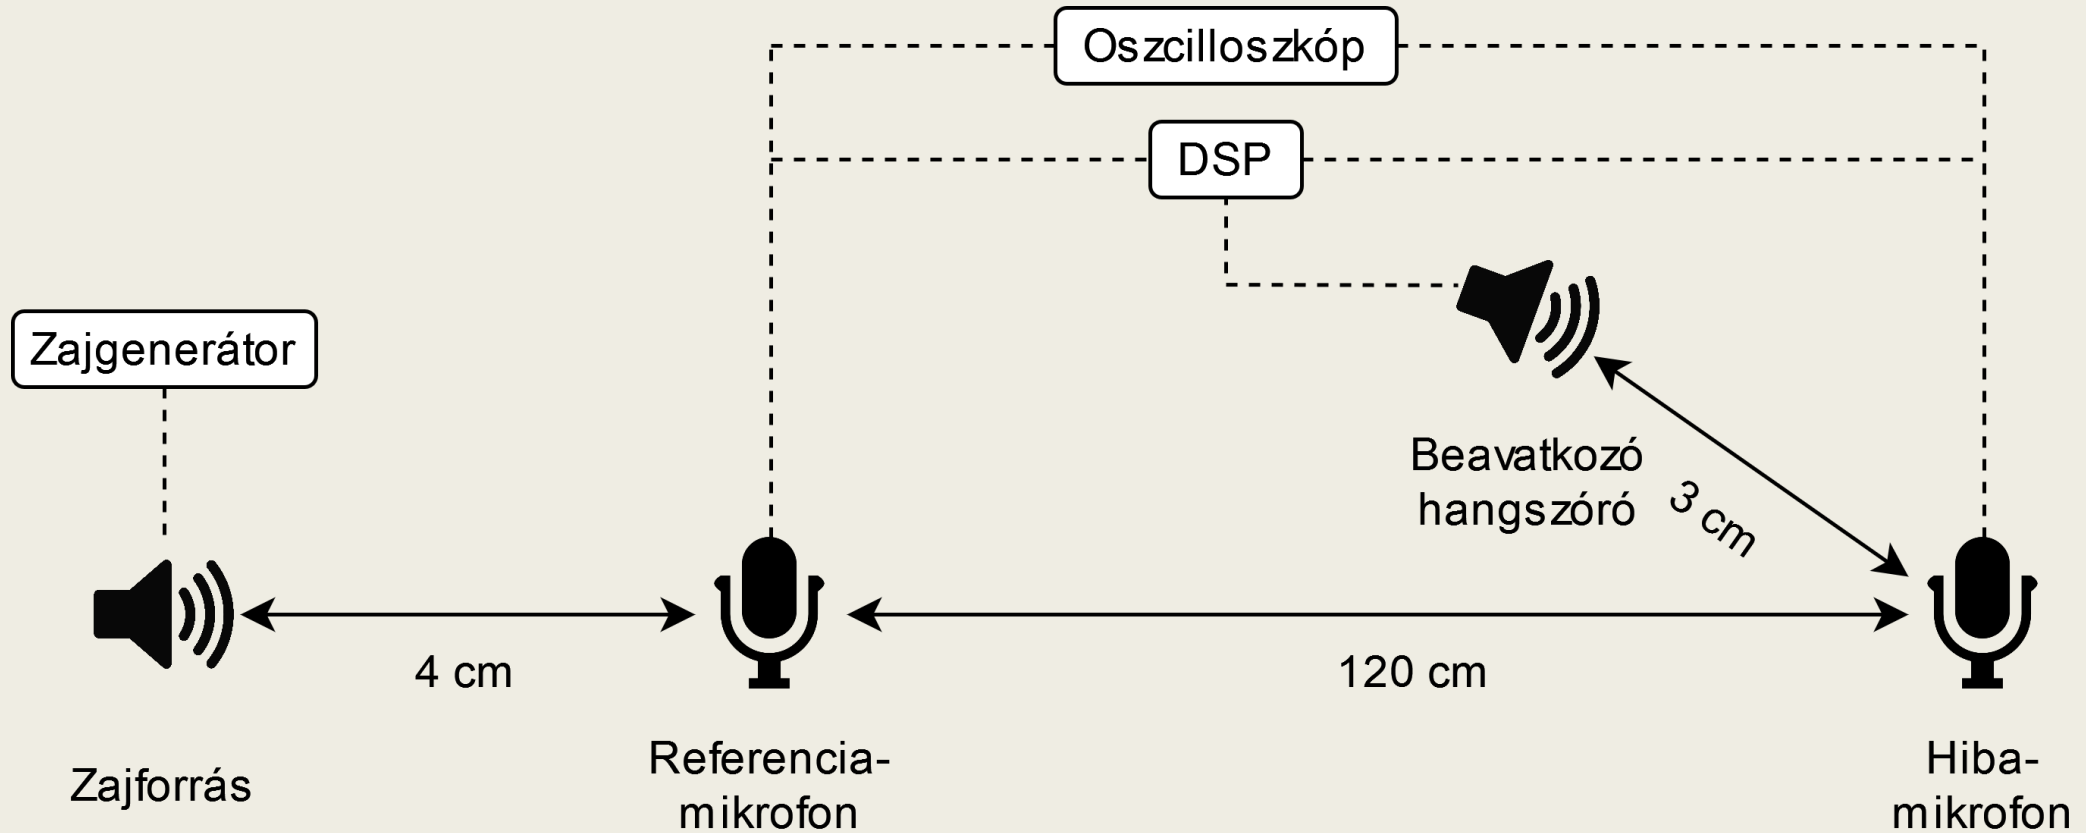 Oszcilloszkóp
DSP
Zajgenerátor
Beavatkozó
hangszóró
3 cm
4 cm
120 cm
Zajforrás
Referencia-
mikrofon
Hiba-
mikrofon